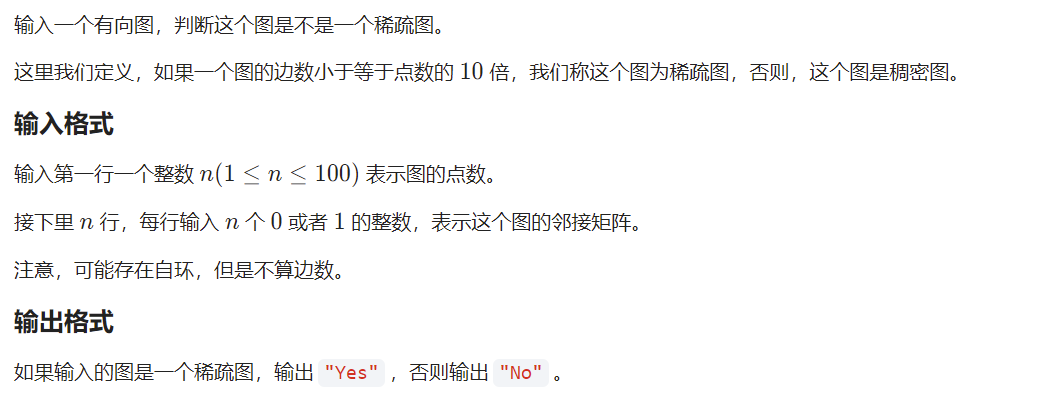 输入一个有向图，判断这个图是不是一个稀疏图。
这里我们定义，如果一个图的边数小于等于点数的 10 倍，我们称这个图为稀疏图，否则，这个图是稠密图。
输入格式
输入第一行一个整数 n(1 ≤ n ≤ 100) 表示图的点数。
接下里 n 行，每行输入 n 个 0 或者 1 的整数，表示这个图的邻接矩阵。
注意，可能存在自环，但是不算边数。
输出格式
如果输入的图是一个稀疏图，输出 "Yes" ，否则输出 "No" 。